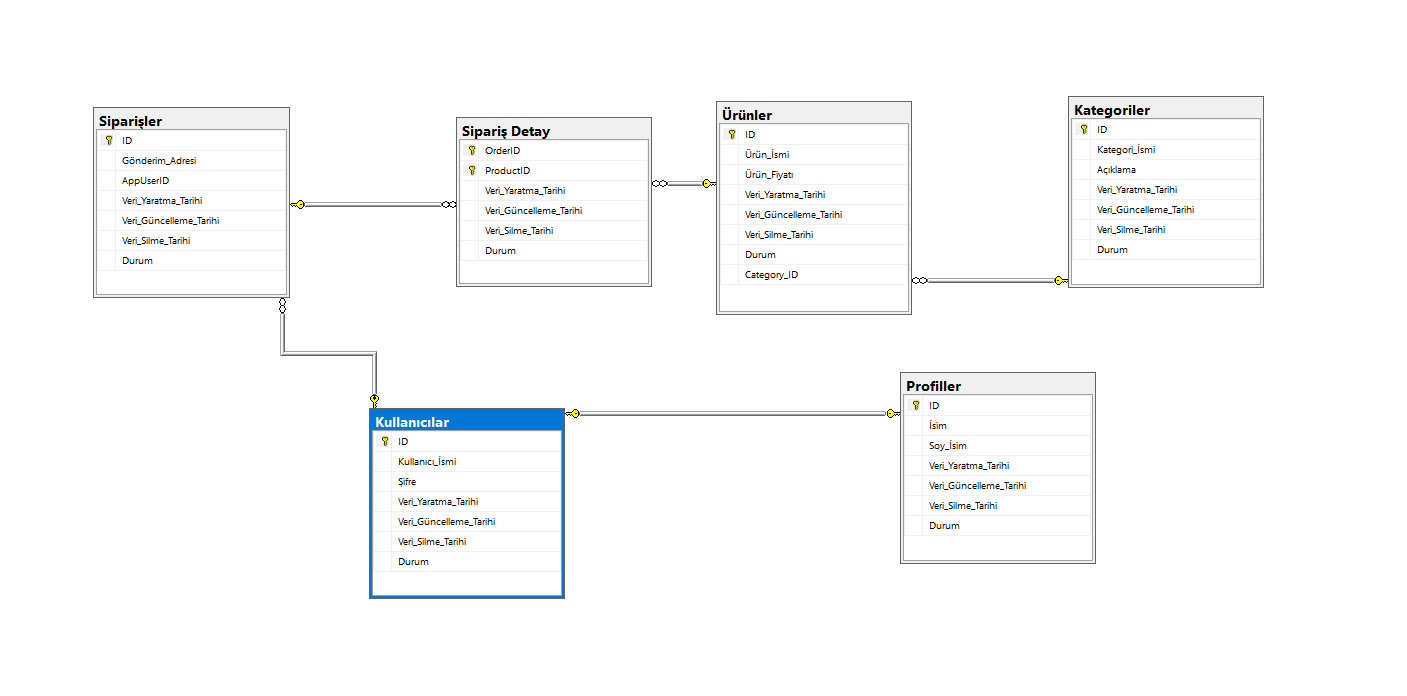 Siparişler
ID
Gönderim_Adresi
AppUserID
Veri_Yaratma_Tarihi
Veri_Güncelleme_Tarihi
Veri_Silme_Tarihi
Durum
Sipariş Detay
OrderID
ProductID
Veri_Yaratma_Tarihi
Veri_Güncelleme_Tarihi
Veri_Silme_Tarihi
Durum
Ürünler
ID
Ürün_İsmi
Ürün_Fiyatı
Veri_Yaratma_Tarihi
Veri_Güncelleme_Tarihi
Veri_Silme_Tarihi
Durum
Category_ID
Kategoriler
ID
Kategori_İsmi
Açıklama
Veri_Yaratma_Tarihi
Veri_Güncelleme_Tarihi
Veri_Silme_Tarihi
Durum
Kullanıcılar
ID
Kullanıcı_İsmi
Şifre
Veri_Yaratma_Tarihi
Veri_Güncelleme_Tarihi
Veri_Silme_Tarihi
Durum
Profiller
ID
İsim
Soy_İsim
Veri_Yaratma_Tarihi
Veri_Güncelleme_Tarihi
Veri_Silme_Tarihi
Durum